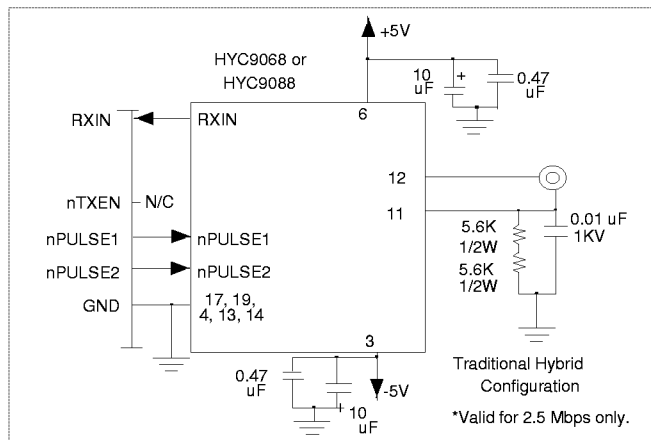 +5V
HYC9068 or
HYC9088
10
+
uF
0.47
uF
6
RXIN
RXIN
12
nTXEN
N/C
11
0.01 uF
1KV
5.6K
1/2W
5.6K
1/2W
nPULSE1
nPULSE1
nPULSE2
nPULSE2
GND
17, 19,
4, 13, 14
3
0.47
uF
-5V
+
10
uF
Traditional Hybrid
Configuration
*Valid for 2.5 Mbps only.